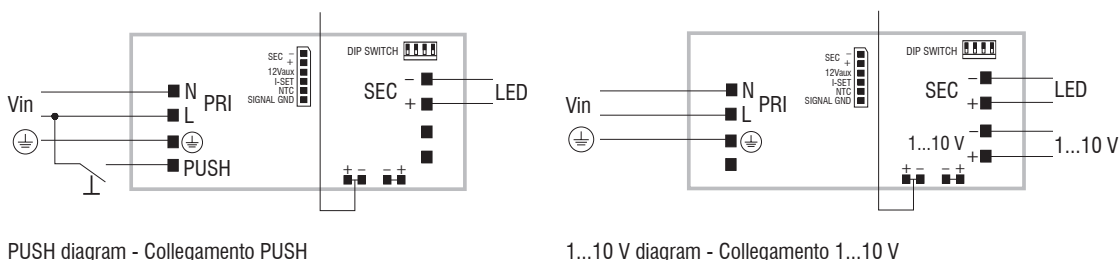 SEC –
+
12Vaux
I-SET
NTC
SIGNAL GND
DIP SWITCH
Vin
N
PRI
L
PUSH
SEC
–
+
LED
+ – – +
PUSH diagram - Collegamento PUSH
SEC –
+
12Vaux
I-SET
NTC
SIGNAL GND
DIP SWITCH
Vin
N
PRI
L
SEC
–
+
LED
1...10 V
–
+
1...10 V
+ – – +
1...10 V diagram - Collegamento 1...10 V